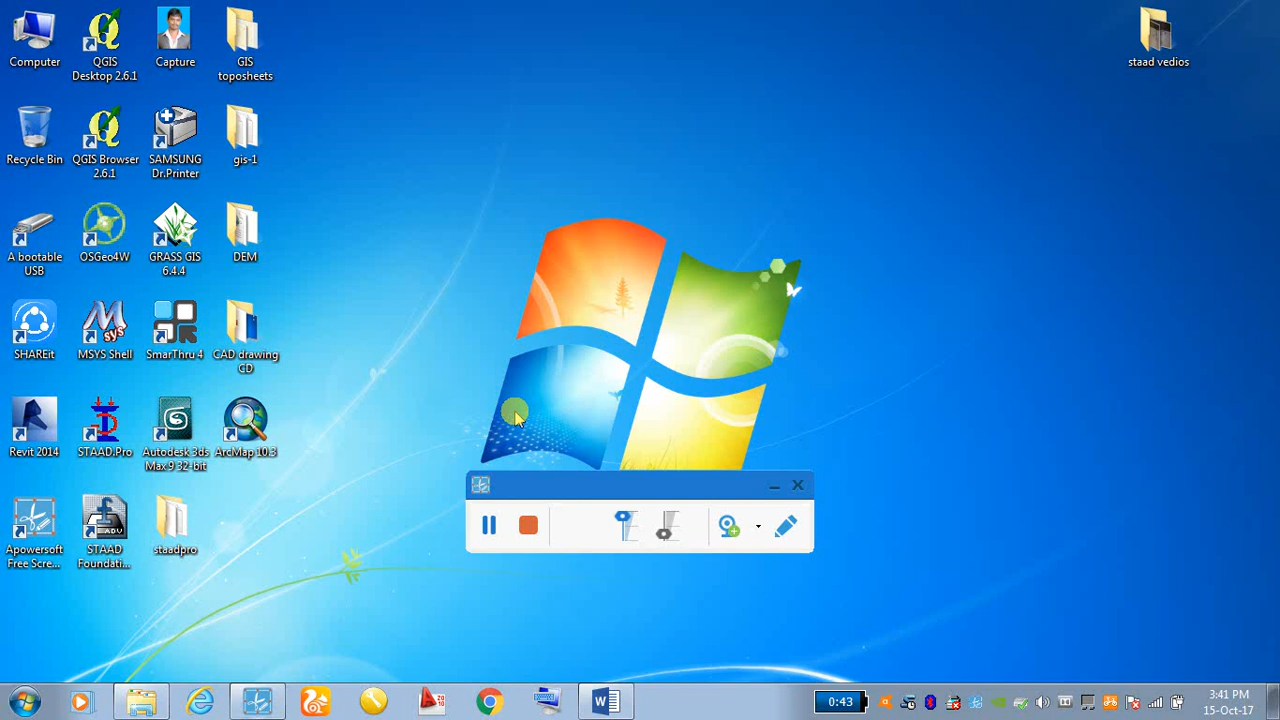 Computer
QGIS
Desktop 2.6.1
Capture
GIS
toposheets
staad vedios
Recycle Bin
QGIS Browser
2.6.1
SAMSUNG
Dr.Printer
gis-1
A bootable
USB
OSGeo4W
GRASS GIS
6.4.4
DEM
SHAREit
MSYS Shell
SmarThru 4
CAD drawing
CD
Revit 2014
STAAD.Pro
Autodesk 3ds
Max 9 32-bit
ArcMap 10.3
Apowersoft
Free Scre...
STAAD
Foundati...
staadpro
0:43
3:41 PM
15-Oct-17